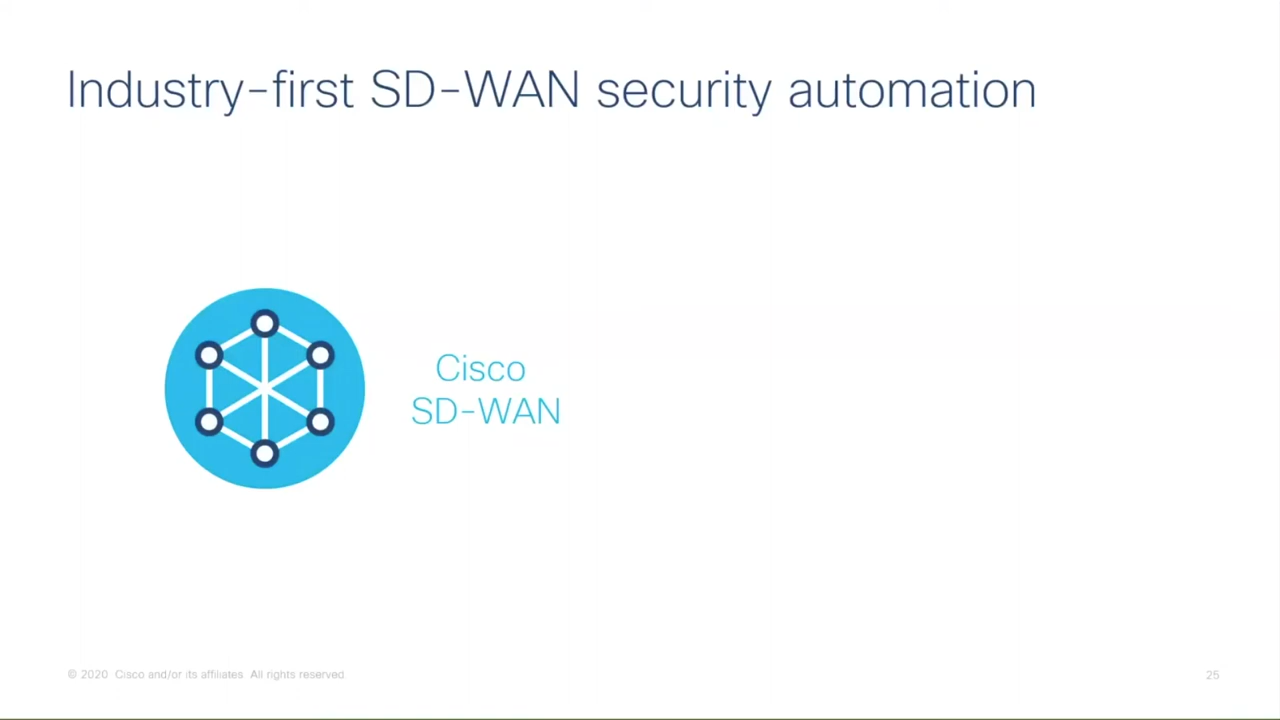 Industry-first SD-WAN security automation
Cisco
SD-WAN
© 2020 Cisco and/or its affiliates. All rights reserved.
25